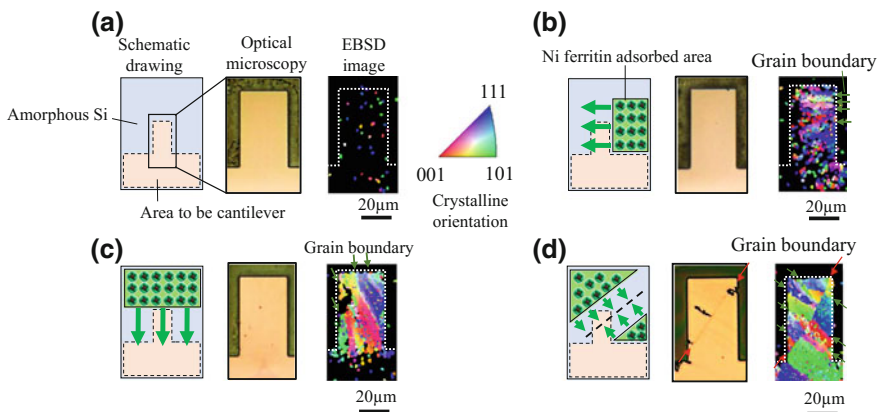 (a)
Schematic
drawing
Optical
microscopy
EBSD
image
Amorphous Si
Area to be cantilever
20µm
111
001
101
Crystalline
orientation
(b)
Ni ferritin adsorbed area
Grain boundary
20µm
(c)
Grain boundary
20µm
(d)
Grain boundary
20µm